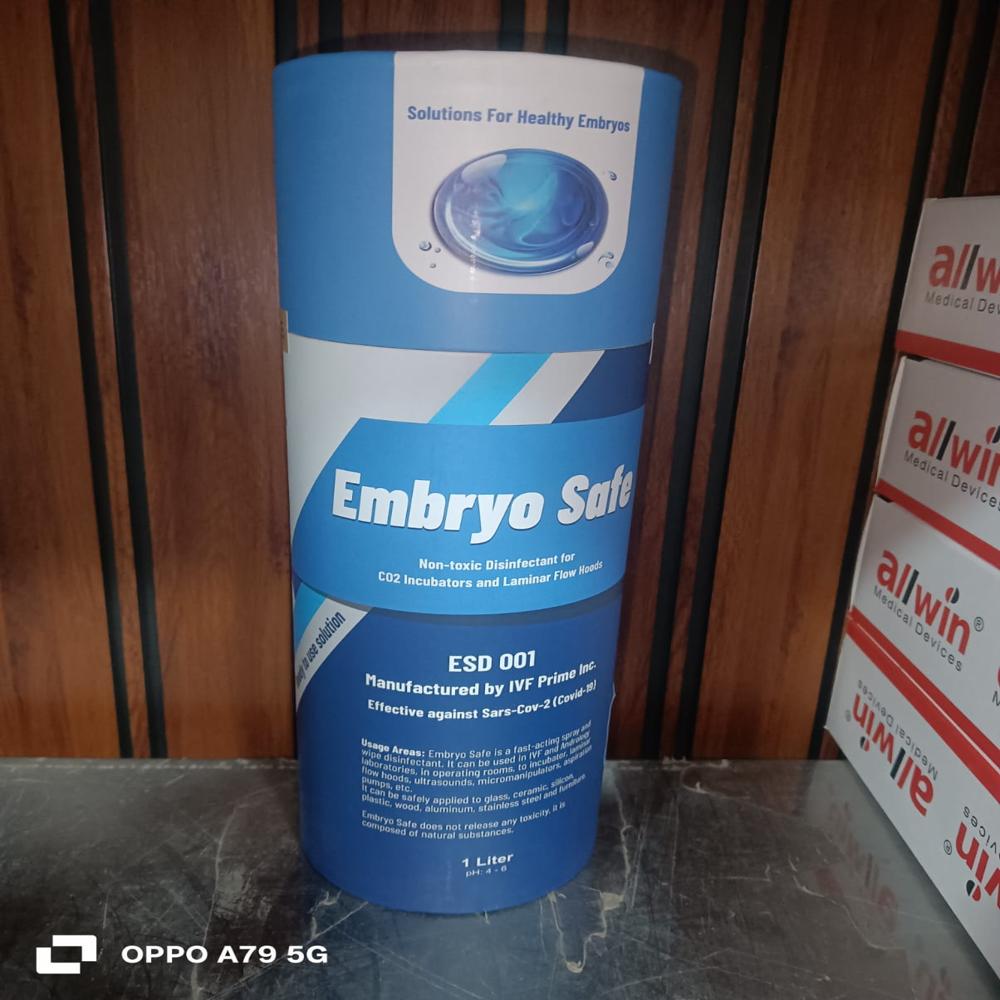 Solutions For Healthy Embryos
Embryo Safe
Non-toxic Disinfectant for
CO2 Incubators and Laminar Flow Hoods
to use solution
ESD 001
Manufactured by IVF Prime Inc.
Effective against Sars-Cov-2 (Covid-19)
Usage Areas: Embryo Safe is a fast-acting spray and
wipe disinfectant. It can be used in IVF and Andrology
laboratories, in operating rooms, to incubator, laminar
flow hoods, ultrasounds, micromanipulators, aspiration
pumps, etc.
It can be safely applied to glass, ceramic, silicon,
plastic, wood, aluminum, stainless steel and furniture
Embryo Safe does not release any toxicity, it is
composed of natural substances.
1 Liter
pH: 4 - 6
allw
Medical Dev
allwin
Medical Devices
allwin®
Medical Devices
allwin®
Medical Devices
win
vices
OPPO A79 5G